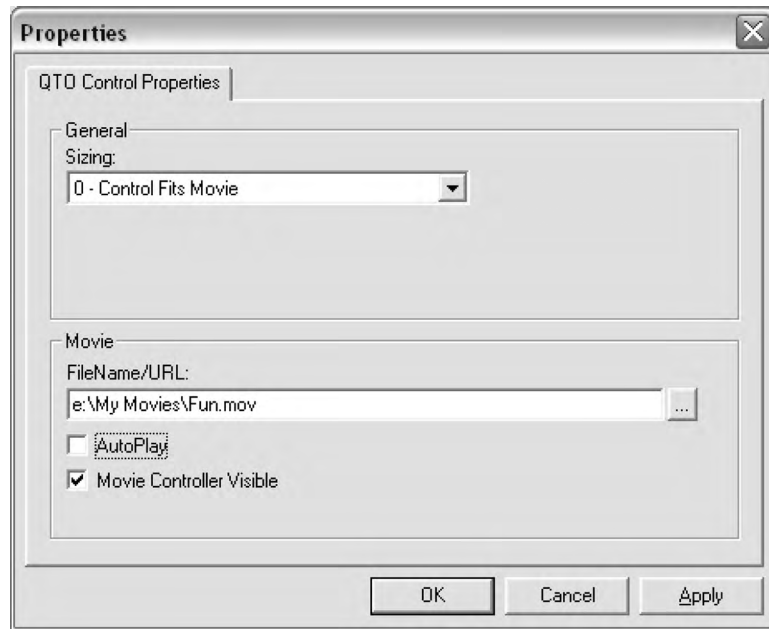 Properties
QTO Control Properties
General
Sizing:
0 - Control Fits Movie
Movie
FileName/URL:
e:\My Movies\Fun.mov
...
AutoPlay
Movie Controller Visible
OK Cancel Apply